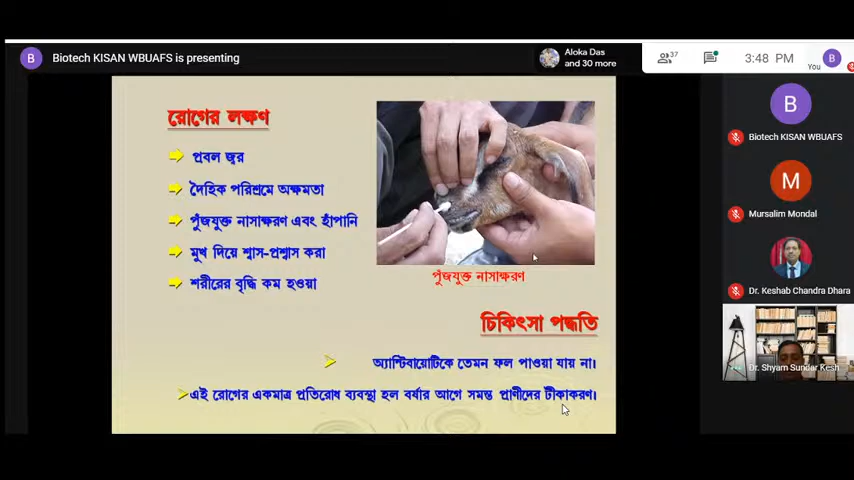 B Biotech KISAN WBUAFS is presenting
Aloka Das
and 30 more
37
3:48 PM
You
B
রোগের লক্ষণ
প্রবল জ্বর
দৈহিক পরিশ্রমে অক্ষমতা
পুঁজযুক্ত নাসাক্ষরণ এবং হাঁপানি
মুখ দিয়ে শ্বাস-প্রশ্বাস করা
শরীরের বৃদ্ধি কম হওয়া
পুঁজযুক্ত নাসাক্ষরণ
চিকিৎসা পদ্ধতি
অ্যান্টিবায়োটিকে তেমন ফল পাওয়া যায় না।
এই রোগের একমাত্র প্রতিরোধ ব্যবস্থা হল বর্ষার আগে সমস্ত প্রাণীদের টীকাকরণ।
B
Biotech KISAN WBUAFS
M
Mursalim Mondal
Dr. Keshab Chandra Dhara
Dr. Shyam Sundar Kesh